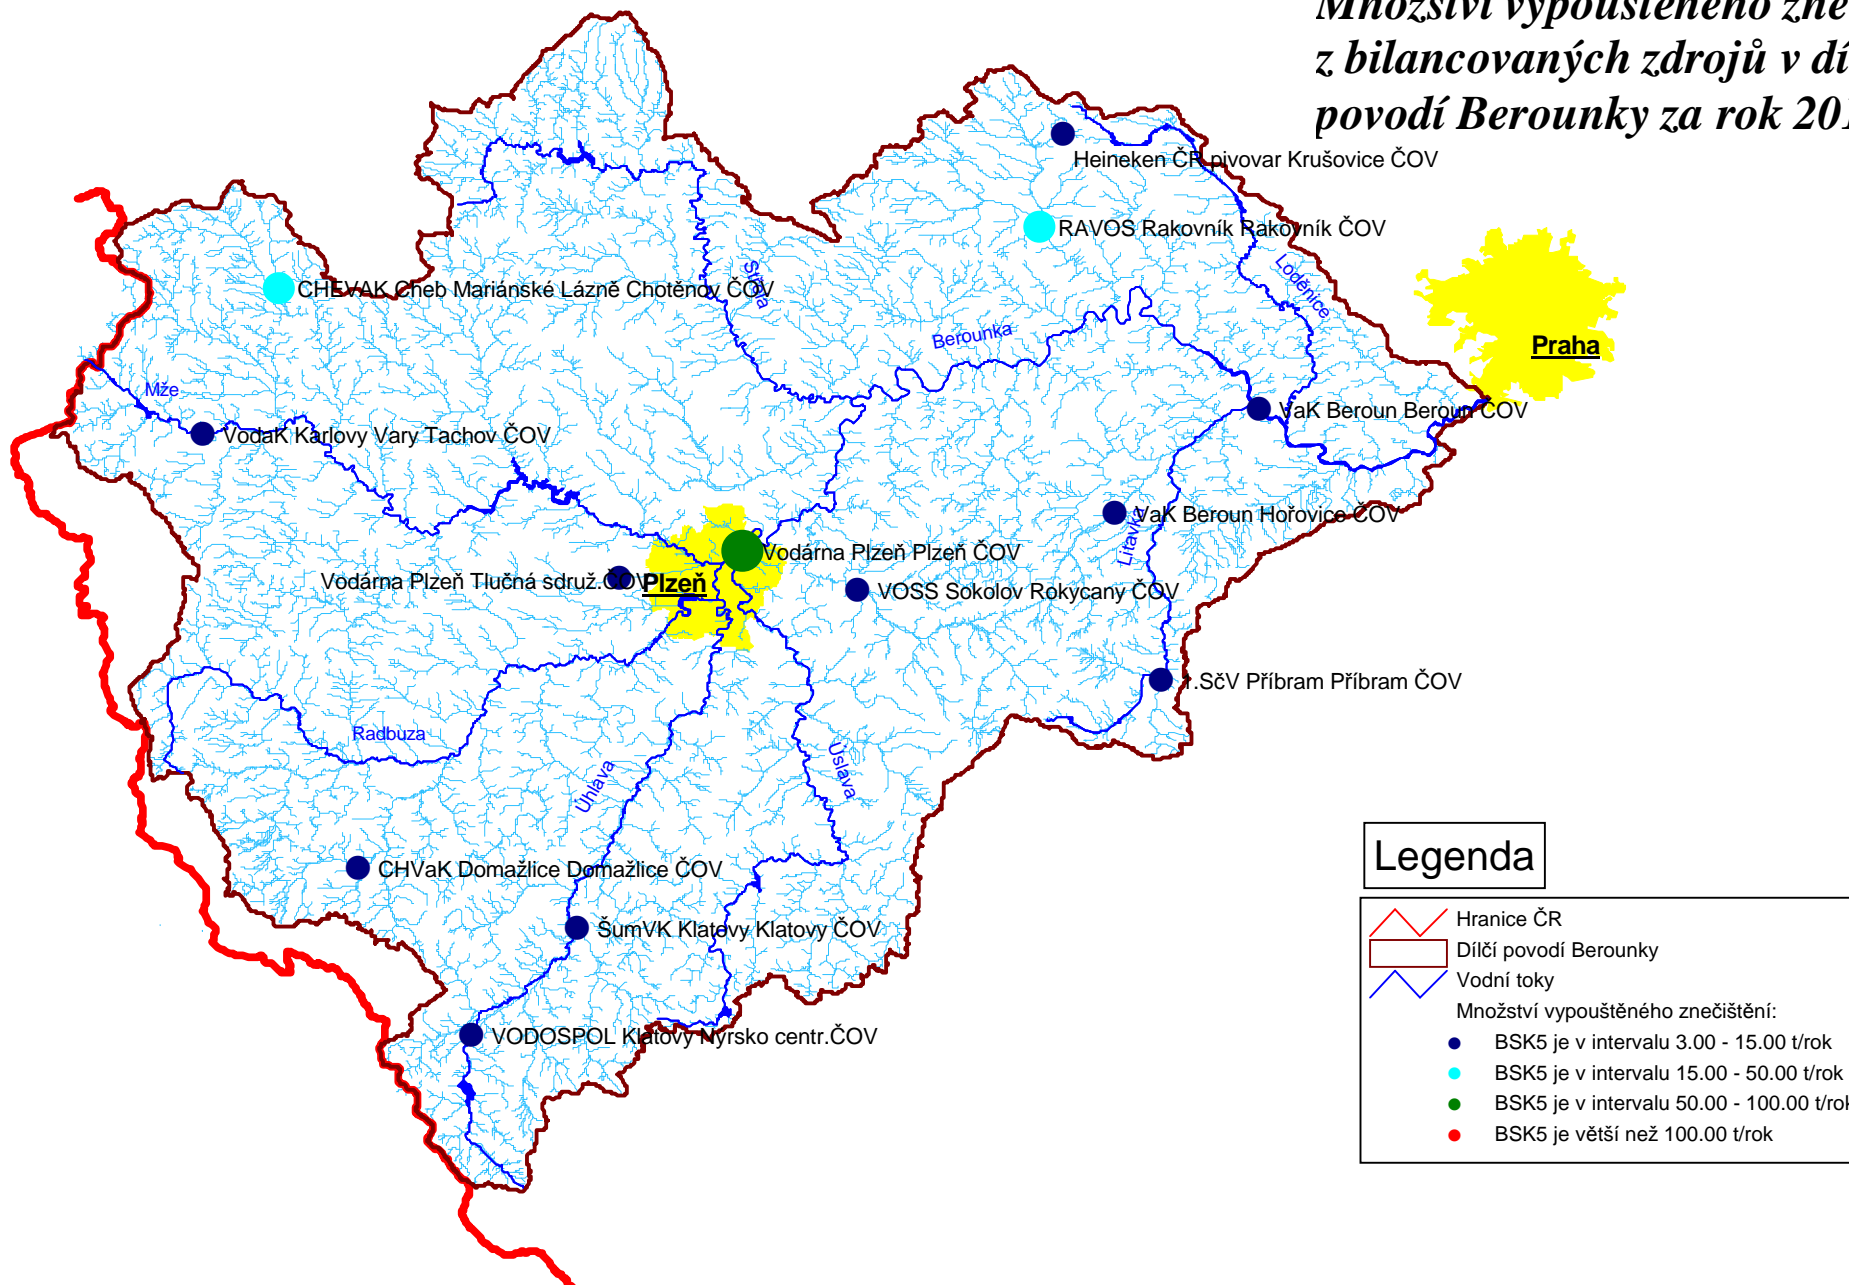 Množství vypouštěného zne
z bilancovaných zdrojů v dí
povodí Berounky za rok 201
Heineken ČR pivovar Krušovice ČOV
RAVOS Rakovník Rakovník ČOV
Loděnice
CHEVAK Cheb Mariánské Lázně Chotěnov ČOV
Střela
Berounka
Praha
Mže
VaK Beroun Beroun ČOV
VodaK Karlovy Vary Tachov ČOV
VaK Beroun Hořovice ČOV
Litavka
Vodárna Plzeň Plzeň ČOV
Vodárna Plzeň Tlučná sdruž.ČOV
Plzeň
VOSS Sokolov Rokycany ČOV
1.SčV Příbram Příbram ČOV
Radbuza
Úhlava
Úslava
CHVaK Domažlice Domažlice ČOV
ŠumVK Klatovy Klatovy ČOV
VODOSPOL Klatovy Nýrsko centr.ČOV
Legenda
Hranice ČR
Dílčí povodí Berounky
Vodní toky
Množství vypouštěného znečištění:
BSK5 je v intervalu 3.00 - 15.00 t/rok
BSK5 je v intervalu 15.00 - 50.00 t/rok
BSK5 je v intervalu 50.00 - 100.00 t/rok
BSK5 je větší než 100.00 t/rok